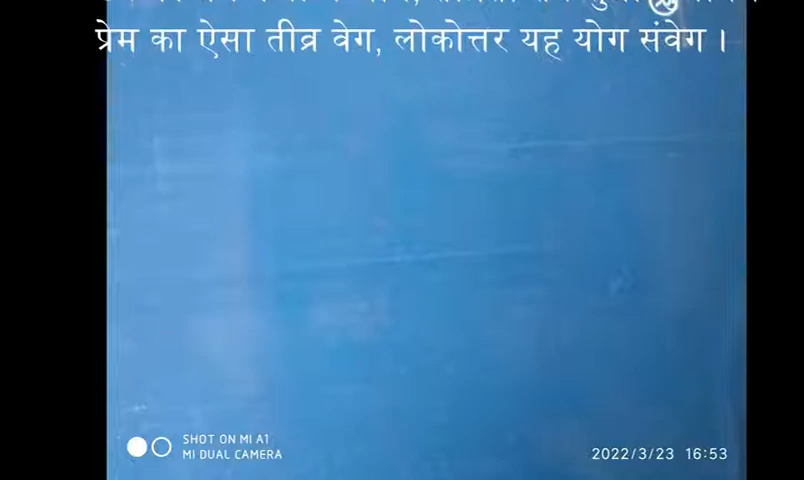 प्रेम का ऐसा तीव्र वेग, लोकोत्तर यह योग संवेग ।
SHOT ON MI A1
MI DUAL CAMERA
2022/3/23 16:53